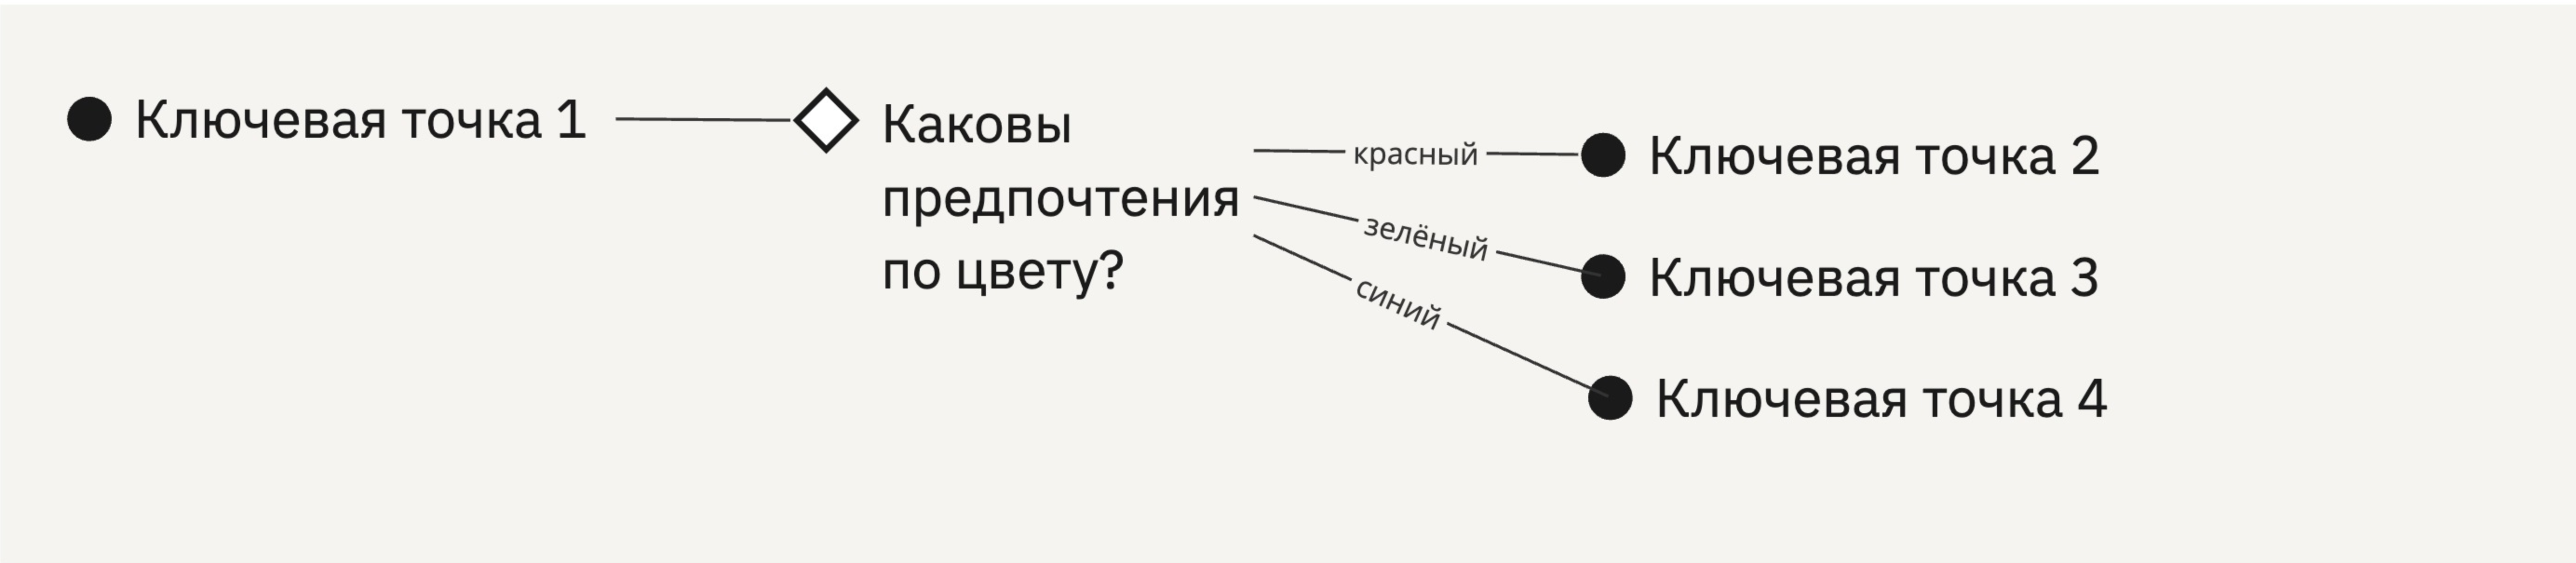 Ключевая точка 1
Каковы
предпочтения
по цвету?
красный
зелёный
синий
Ключевая точка 2
Ключевая точка 3
Ключевая точка 4